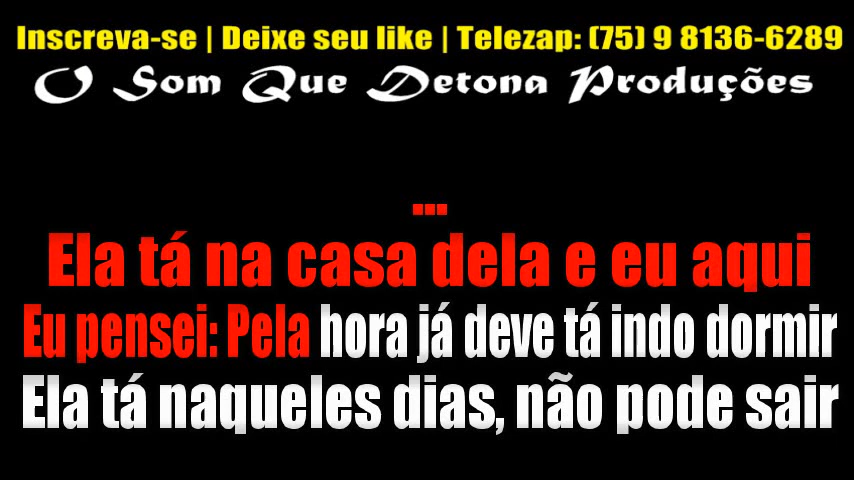 Inscreva-se | Deixe seu like | Telezap: (75) 9 8136-6289
O Som Que Detona Produções
...
Ela tá na casa dela e eu aqui
Eu pensei: Pela hora já deve tá indo dormir
Ela tá naqueles dias, não pode sair